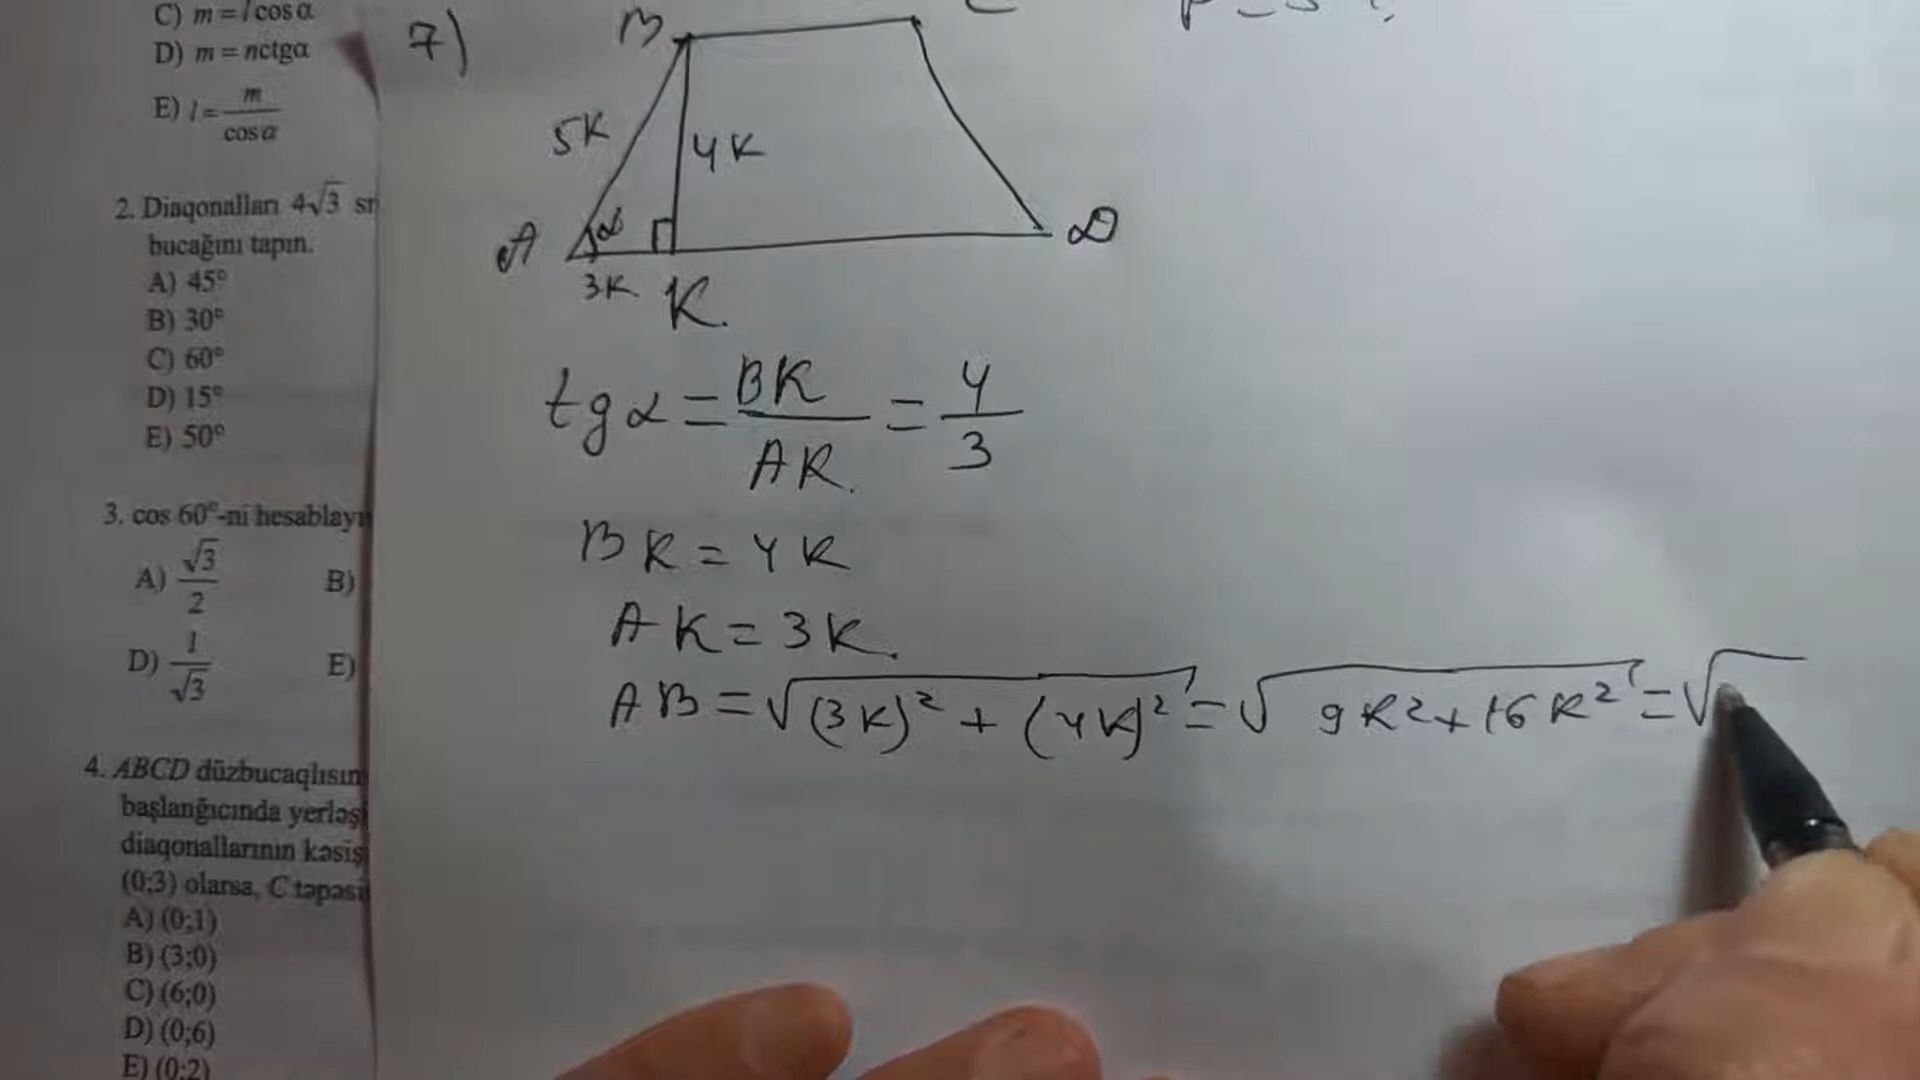 C) m = l cos α
D) m = nctgα
E) l = m / cos α
2. Diaqonalları 4√3 sm
bucağını tapın.
A) 45°
B) 30°
C) 60°
D) 15°
E) 50°
3. cos 60°-ni hesablayı
A) √3 / 2 B)
D) 1 / √3 E)
4. ABCD düzbucaqlısın
başlanğıcında yerləş
diaqonallarının kəsiş
(0;3) olarsa, C təpəsi
A) (0;1)
B) (3;0)
C) (6;0)
D) (0;6)
E) (0;2)
7)
B
5K
4K
A α D
3K K.
tg α = BK / AK. = 4 / 3
BK = 4K
AK = 3K.
AB = √(3K)² + (4K)² = √9K² + 16K² = √